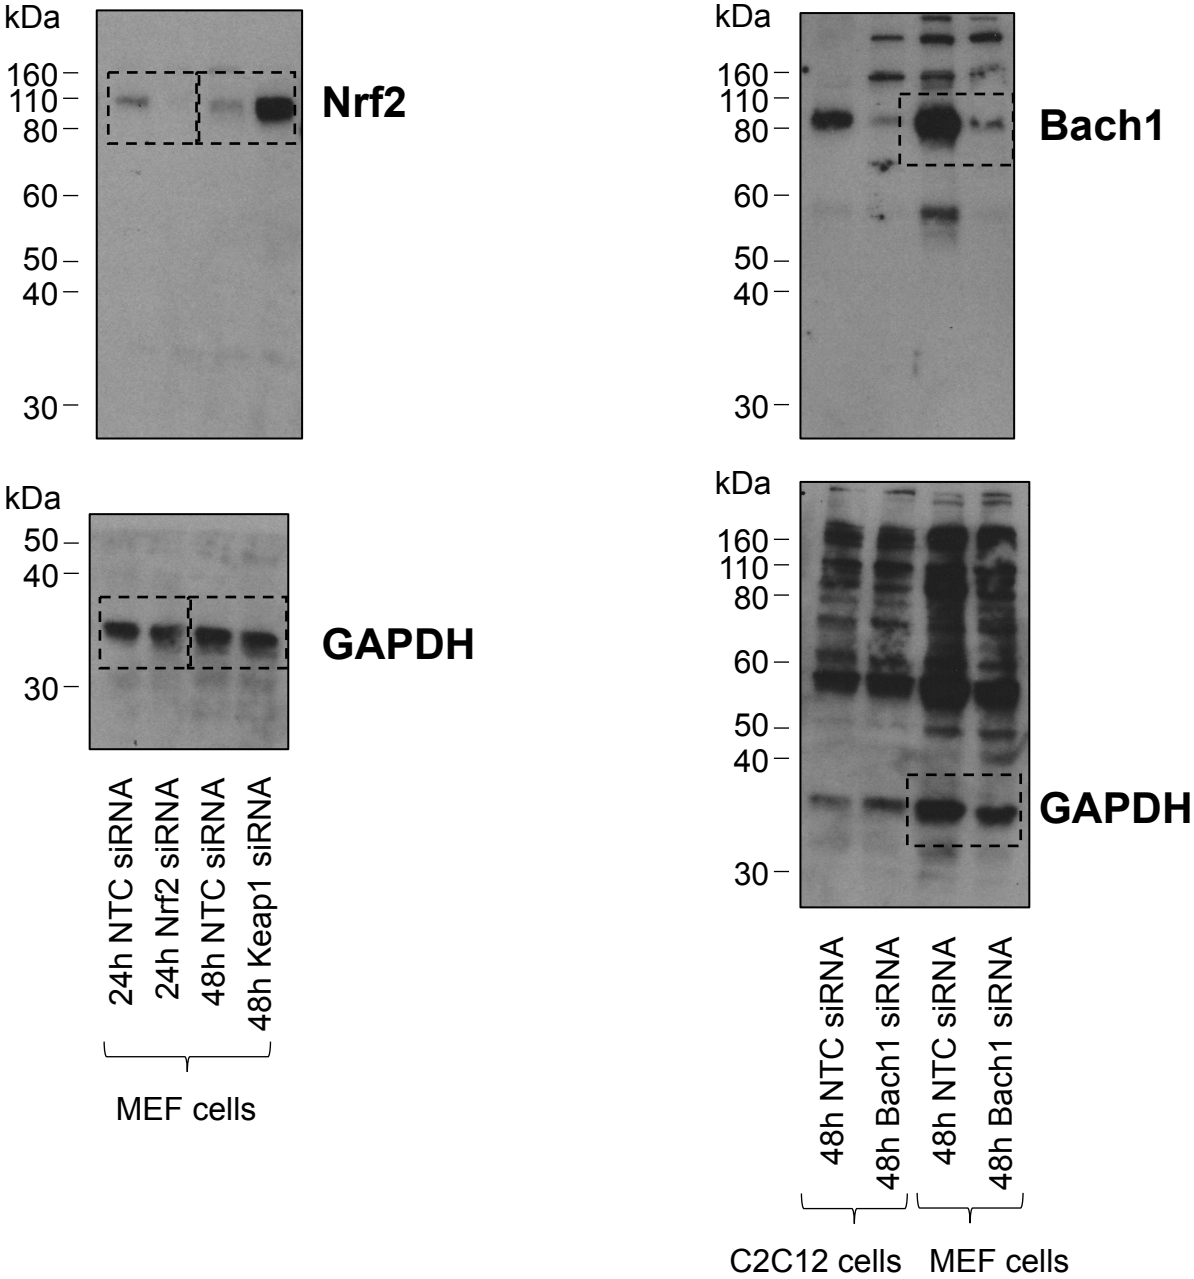 kDa
160
110
80
60
50
40
30
Nrf2
kDa
50
40
30
GAPDH
24h NTC siRNA
24h Nrf2 siRNA
48h NTC siRNA
48h Keap1 siRNA
MEF cells
kDa
160
110
80
60
50
40
30
Bach1
kDa
160
110
80
60
50
40
30
GAPDH
48h NTC siRNA
48h Bach1 siRNA
48h NTC siRNA
48h Bach1 siRNA
C2C12 cells
MEF cells